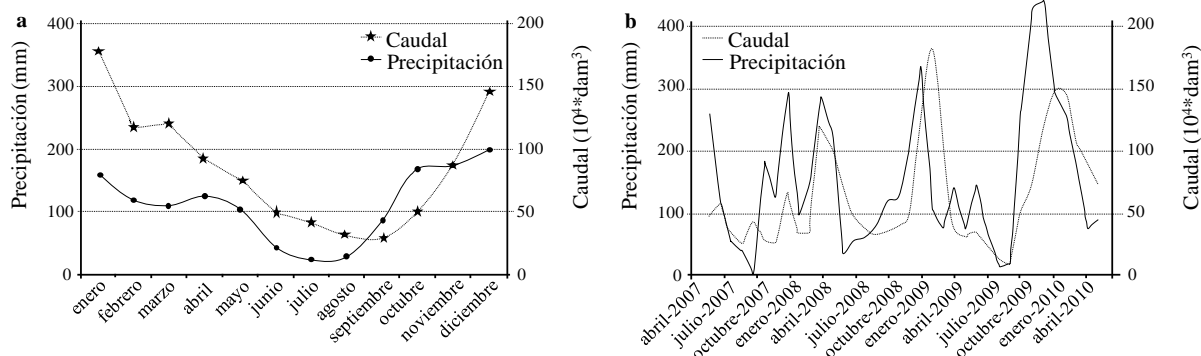 a
400
300
200
100
0
Precipitación (mm)
Caudal
Precipitación
200
150
100
50
0
Caudal (10⁴*dam³)
enero
febrero
marzo
abril
mayo
junio
julio
agosto
septiembre
octubre
noviembre
diciembre
b
400
300
200
100
0
Precipitación (mm)
Caudal
Precipitación
200
150
100
50
0
Caudal (10⁴*dam³)
abril-2007
julio-2007
octubre-2007
enero-2008
abril-2008
julio-2008
octubre-2008
enero-2009
abril-2009
julio-2009
octubre-2009
enero-2010
abril-2010